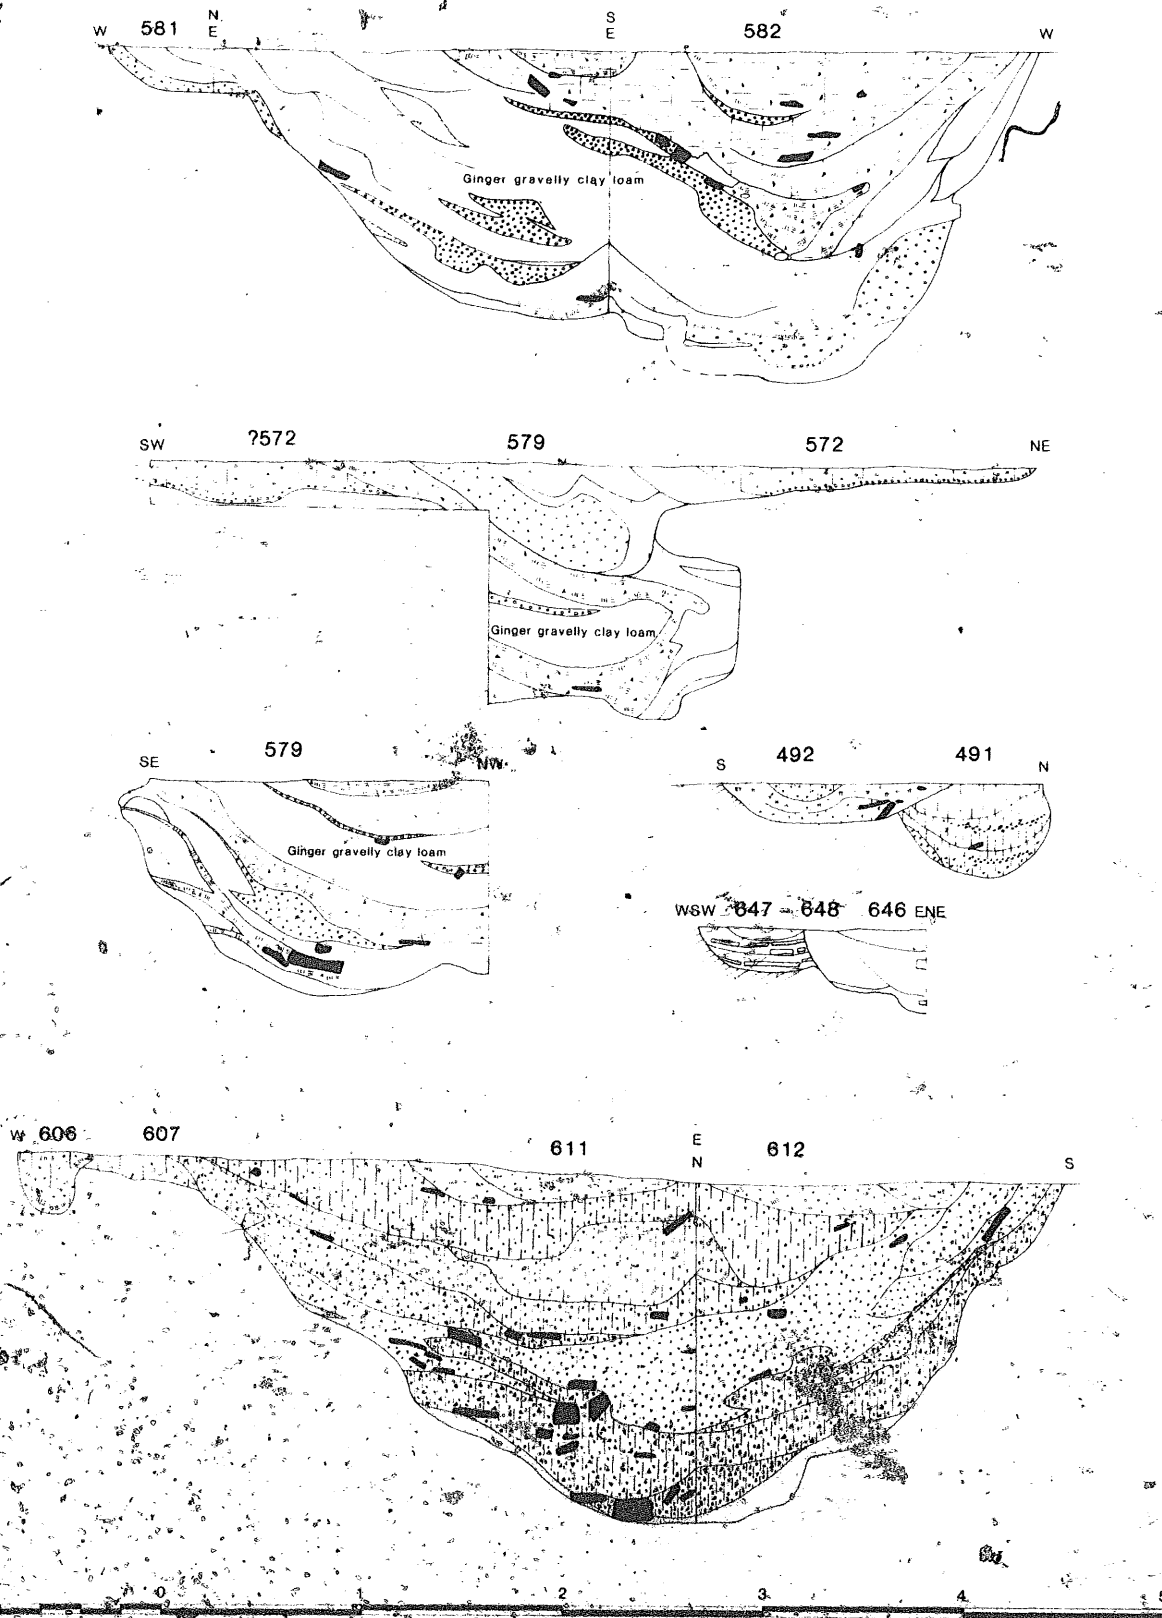 W 581 N E S E 582 W
Ginger gravelly clay loam
SW ?572 579 572 NE
Ginger gravelly clay loam
SE 579 NW
Ginger gravelly clay loam
S 492 491 N
WSW 647 648 646 ENE
W 606 607 611 E N 612 S
0 1 2 3 4 5